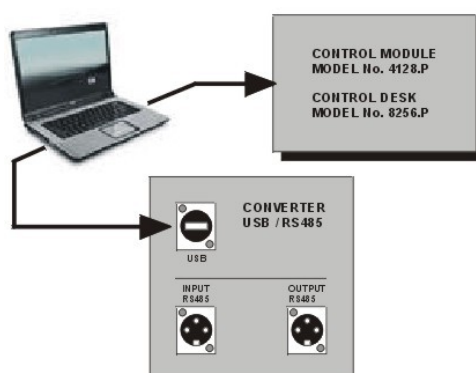 CONTROL MODULE
MODEL No. 4128.P
CONTROL DESK
MODEL No. 8256.P
CONVERTER
USB / RS485
USB
INPUT
RS485
OUTPUT
RS485